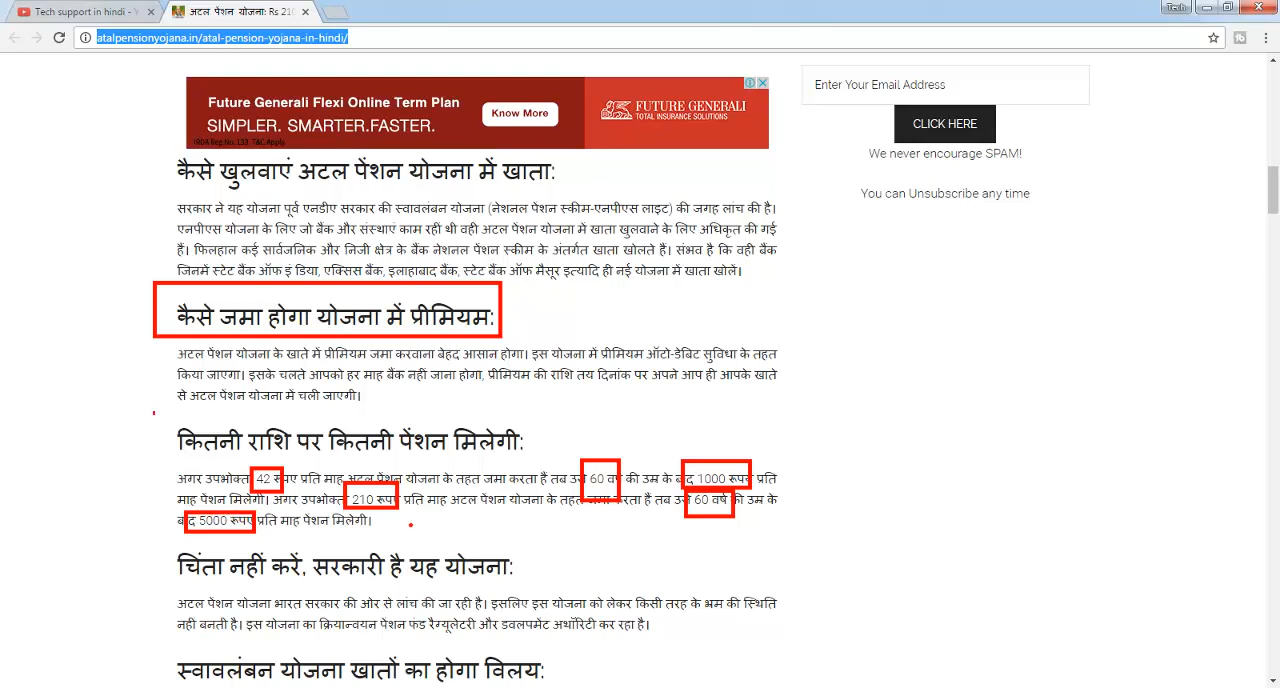 Tech support in hindi - Y
अटल पेंशन योजना: Rs 210
Tech
atalpensionyojana.in/atal-pension-yojana-in-hindi/
Future Generali Flexi Online Term Plan
SIMPLER. SMARTER.FASTER.
IRDA Reg.No.133. T&C Apply.
Know More
FUTURE GENERALI
TOTAL INSURANCE SOLUTIONS
Enter Your Email Address
CLICK HERE
We never encourage SPAM!
You can Unsubscribe any time
कैसे खुलवाएं अटल पेंशन योजना में खाता:
सरकार ने यह योजना पूर्व एनडीए सरकार की स्वावलंबन योजना (नेशनल पेंशन स्कीम-एनपीएस लाइट) की जगह लांच की है।
एनपीएस योजना के लिए जो बैंक और संस्थाएं काम रही थी वही अटल पेंशन योजना में खाता खुलवाने के लिए अधिकृत की गई
हैं। फिलहाल कई सार्वजनिक और निजी क्षेत्र के बैंक नेशनल पेंशन स्कीम के अंतर्गत खाता खोलते हैं। संभव है कि वही बैंक
जिनमें स्टेट बैंक ऑफ इंडिया, एक्सिस बैंक, इलाहाबाद बैंक, स्टेट बैंक ऑफ मैसूर इत्यादि ही नई योजना में खाता खोलें।
कैसे जमा होगा योजना में प्रीमियम:
अटल पेंशन योजना के खाते में प्रीमियम जमा करवाना बेहद आसान होगा। इस योजना में प्रीमियम ऑटो-डेबिट सुविधा के तहत
किया जाएगा। इसके चलते आपको हर माह बैंक नहीं जाना होगा, प्रीमियम की राशि तय दिनांक पर अपने आप ही आपके खाते
से अटल पेंशन योजना में चली जाएगी।
कितनी राशि पर कितनी पेंशन मिलेगी:
अगर उपभोक्ता 42 रूपए प्रति माह अटल पेंशन योजना के तहत जमा करता हैं तब उसे 60 वर्ष की उम्र के बाद 1000 रूपए प्रति
माह पेंशन मिलेगी। अगर उपभोक्ता 210 रूपए प्रति माह अटल पेंशन योजना के तहत जमा करता हैं तब उसे 60 वर्ष की उम्र के
बाद 5000 रूपए प्रति माह पेंशन मिलेगी।
चिंता नहीं करें, सरकारी है यह योजना:
अटल पेंशन योजना भारत सरकार की ओर से लांच की जा रही है। इसलिए इस योजना को लेकर किसी तरह के भ्रम की स्थिति
नहीं बनती है। इस योजना का क्रियान्वयन पेंशन फंड रैग्यूलेटरी और डवलपमेंट अथॉरिटी कर रहा है।
स्वावलंबन योजना खातों का होगा विलय: